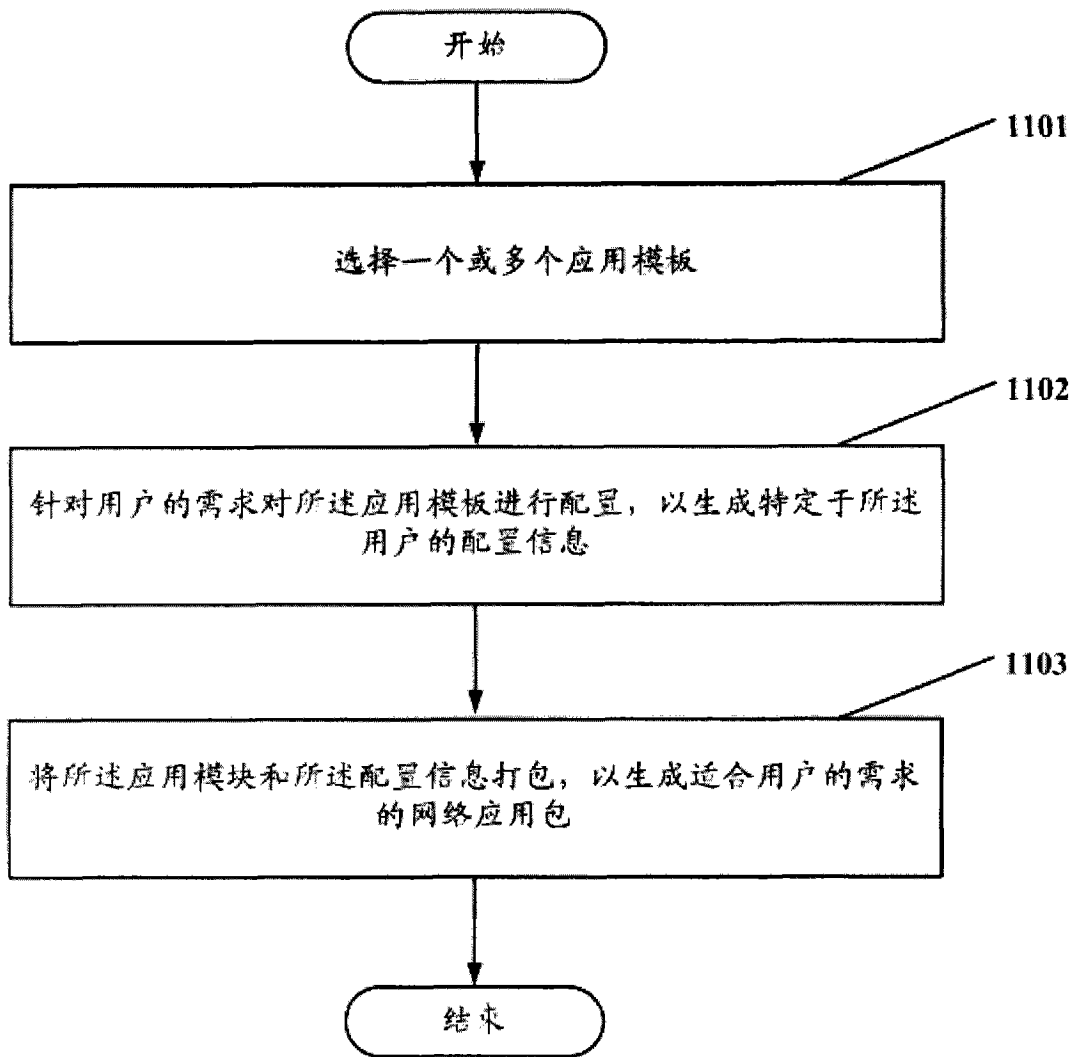 开始
1101
选择一个或多个应用模板
1102
针对用户的需求对所述应用模板进行配置，以生成特定于所述
用户的配置信息
1103
将所述应用模块和所述配置信息打包，以生成适合用户的需求
的网络应用包
结束